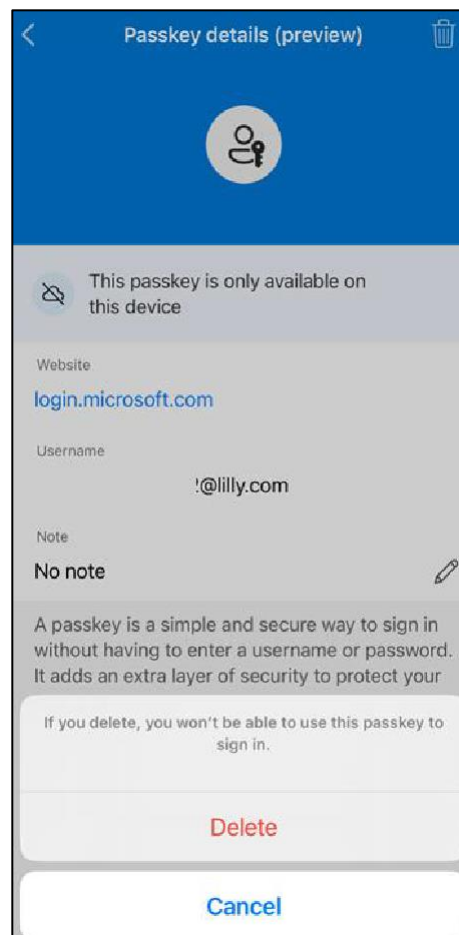 Passkey details (preview)
This passkey is only available on
this device
Website
login.microsoft.com
Username
@lilly.com
Note
No note
A passkey is a simple and secure way to sign in
without having to enter a username or password.
It adds an extra layer of security to protect your
If you delete, you won't be able to use this passkey to
sign in.
Delete
Cancel